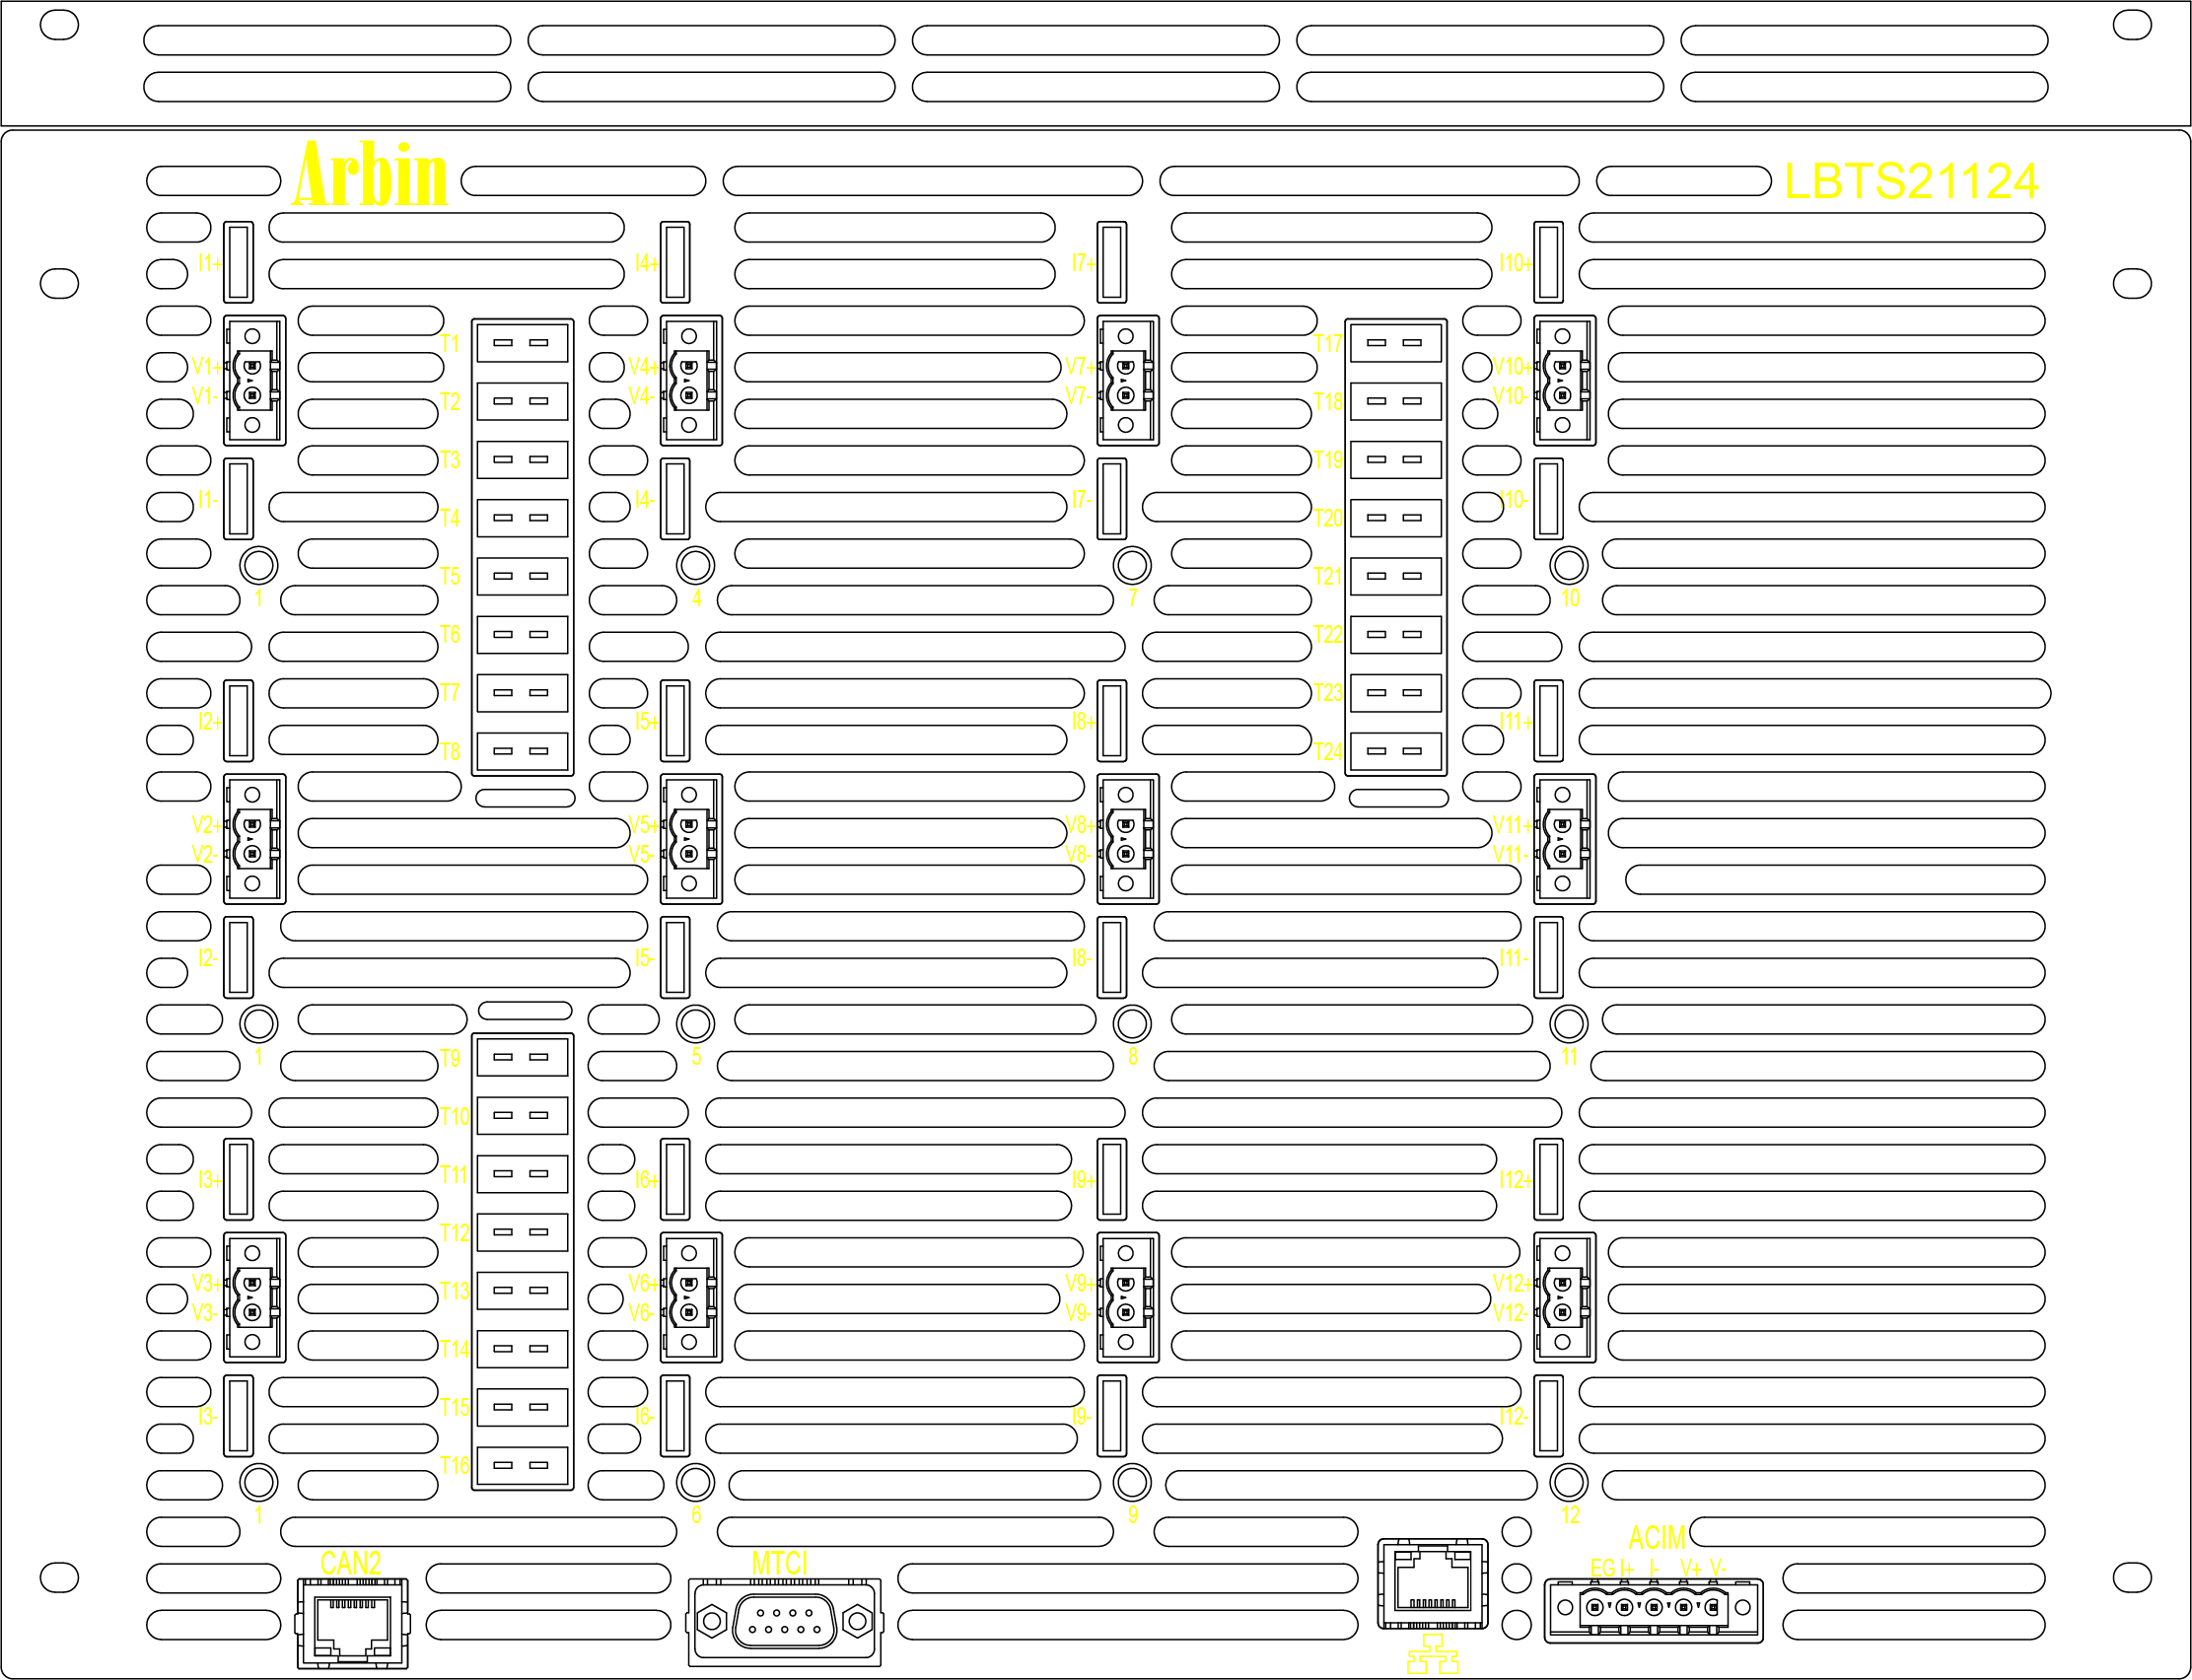 Arbin
LBTS21124
I1+ I4+ I7+ I10+
T1 T17
V1+ V4+ V7+ V10+
V1- T2 V4- V7- T18 V10-
T3 T19
I1- I4- I7- I10-
T4 T20
T5 T21
1 4 7 10
T6 T22
T7 T23
I2+ I5+ I8+ I11+
T8 T24
V2+ V5+ V8+ V11+
V2- V5- V8- V11-
I2- I5- I8- I11-
1 T9 5 8 11
T10
I3+ T11 I6+ I9+ I12+
T12
V3+ T13 V6+ V9+ V12+
V3- V6- V9- V12-
T14
I3- T15 I6- I9- I12-
T16
1 6 9 12
ACIM
CAN2 MTCI
EG I+ I- V+ V-